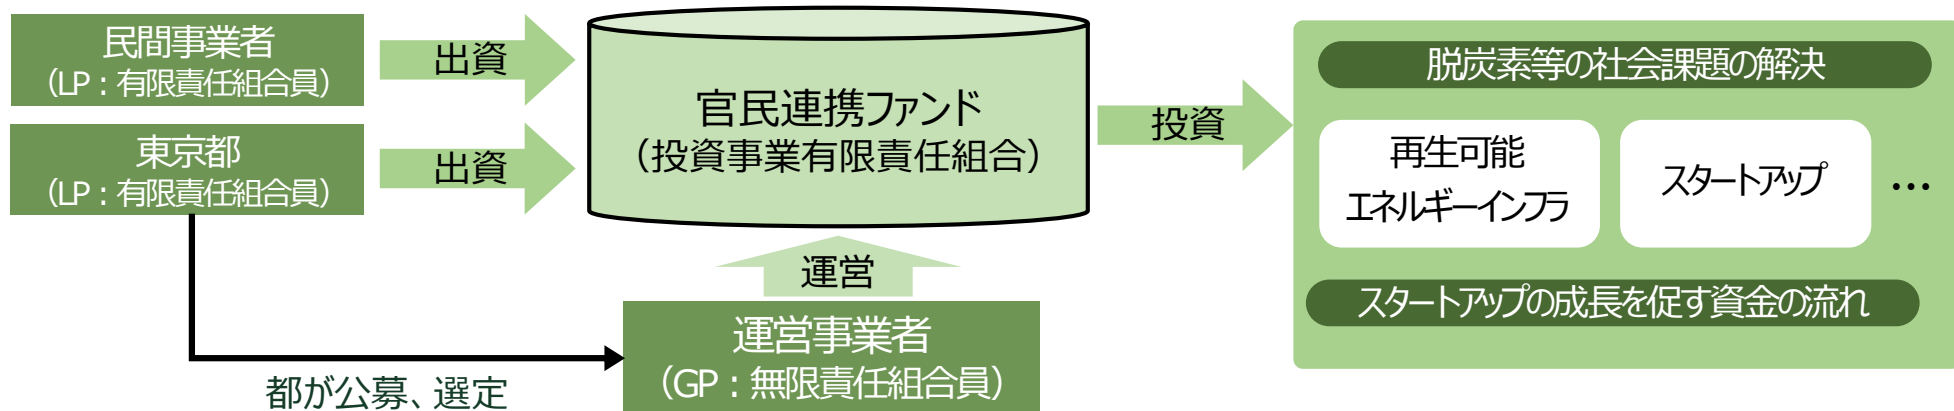 民間事業者
（LP：有限責任組合員）
出資
東京都
（LP：有限責任組合員）
出資
官民連携ファンド
（投資事業有限責任組合）
投資
脱炭素等の社会課題の解決
再生可能
エネルギーインフラ
スタートアップ
…
スタートアップの成長を促す資金の流れ
運営
運営事業者
（GP：無限責任組合員）
都が公募、選定